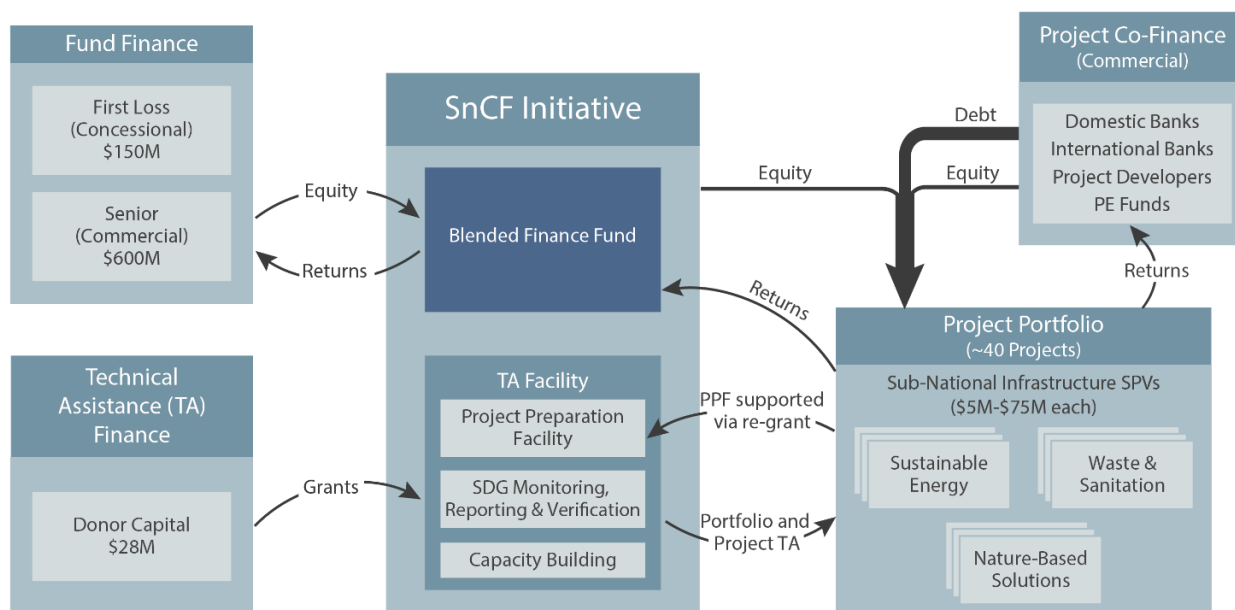 Fund Finance
First Loss
(Concessional)
$150M
Senior
(Commercial)
$600M
Technical
Assistance (TA)
Finance
Donor Capital
$28M
Equity
Returns
Grants
SnCF Initiative
Blended Finance Fund
TA Facility
Project Preparation
Facility
SDG Monitoring,
Reporting & Verification
Capacity Building
Equity
Debt
Equity
Returns
PPF supported
via re-grant
Portfolio and
Project TA
Project Co-Finance
(Commercial)
Domestic Banks
International Banks
Project Developers
PE Funds
Returns
Project Portfolio
(~40 Projects)
Sub-National Infrastructure SPVs
($5M-$75M each)
Sustainable
Energy
Waste &
Sanitation
Nature-Based
Solutions